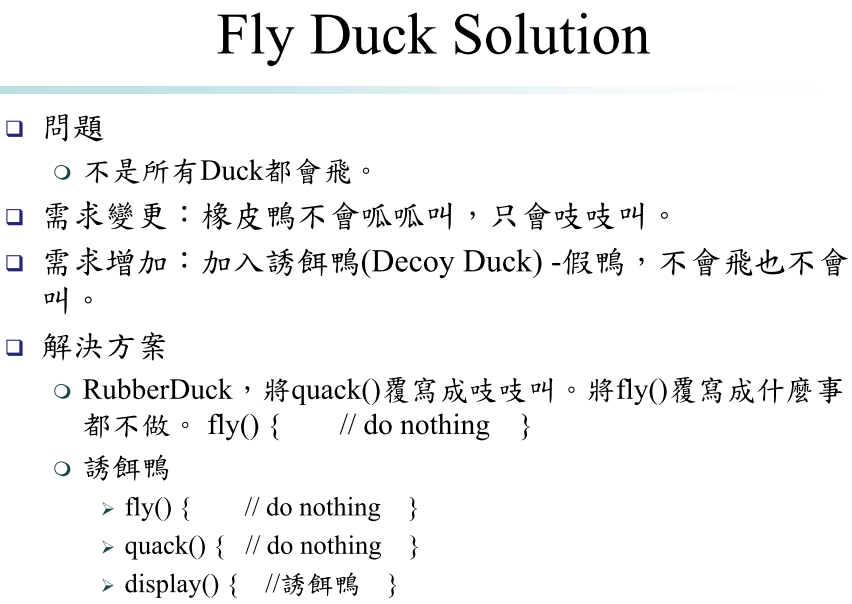 Fly Duck Solution
問題
不是所有Duck都會飛。
需求變更：橡皮鴨不會呱呱叫，只會吱吱叫。
需求增加：加入誘餌鴨(Decoy Duck) -假鴨，不會飛也不會
叫。
解決方案
RubberDuck，將quack()覆寫成吱吱叫。將fly()覆寫成什麼事
都不做。 fly() { // do nothing }
誘餌鴨
fly() { // do nothing }
quack() { // do nothing }
display() { //誘餌鴨 }